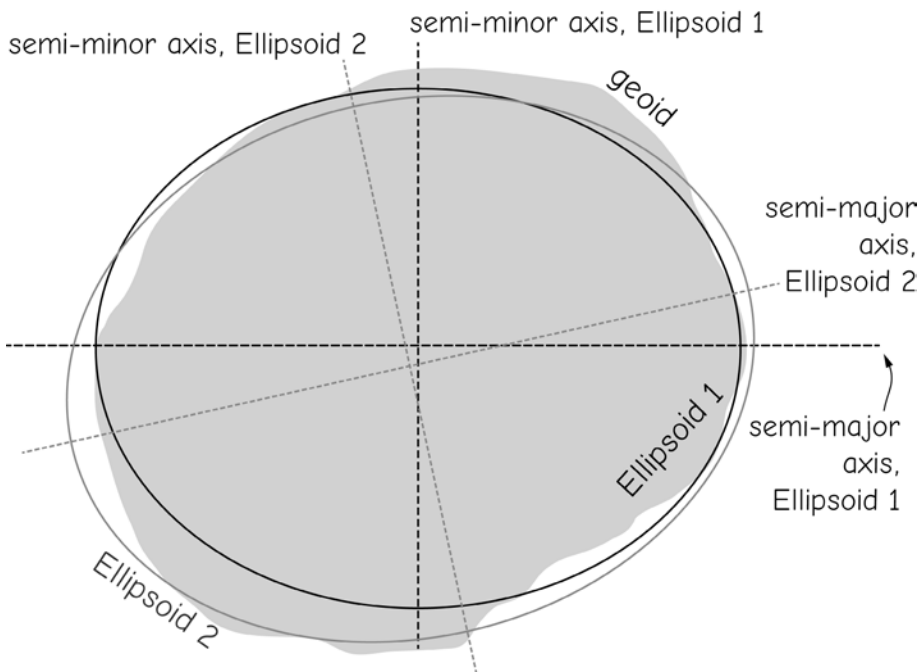 semi-minor axis, Ellipsoid 1
semi-minor axis, Ellipsoid 2
geoid
semi-major
axis,
Ellipsoid 2
Ellipsoid 1
semi-major
axis,
Ellipsoid 1
Ellipsoid 2